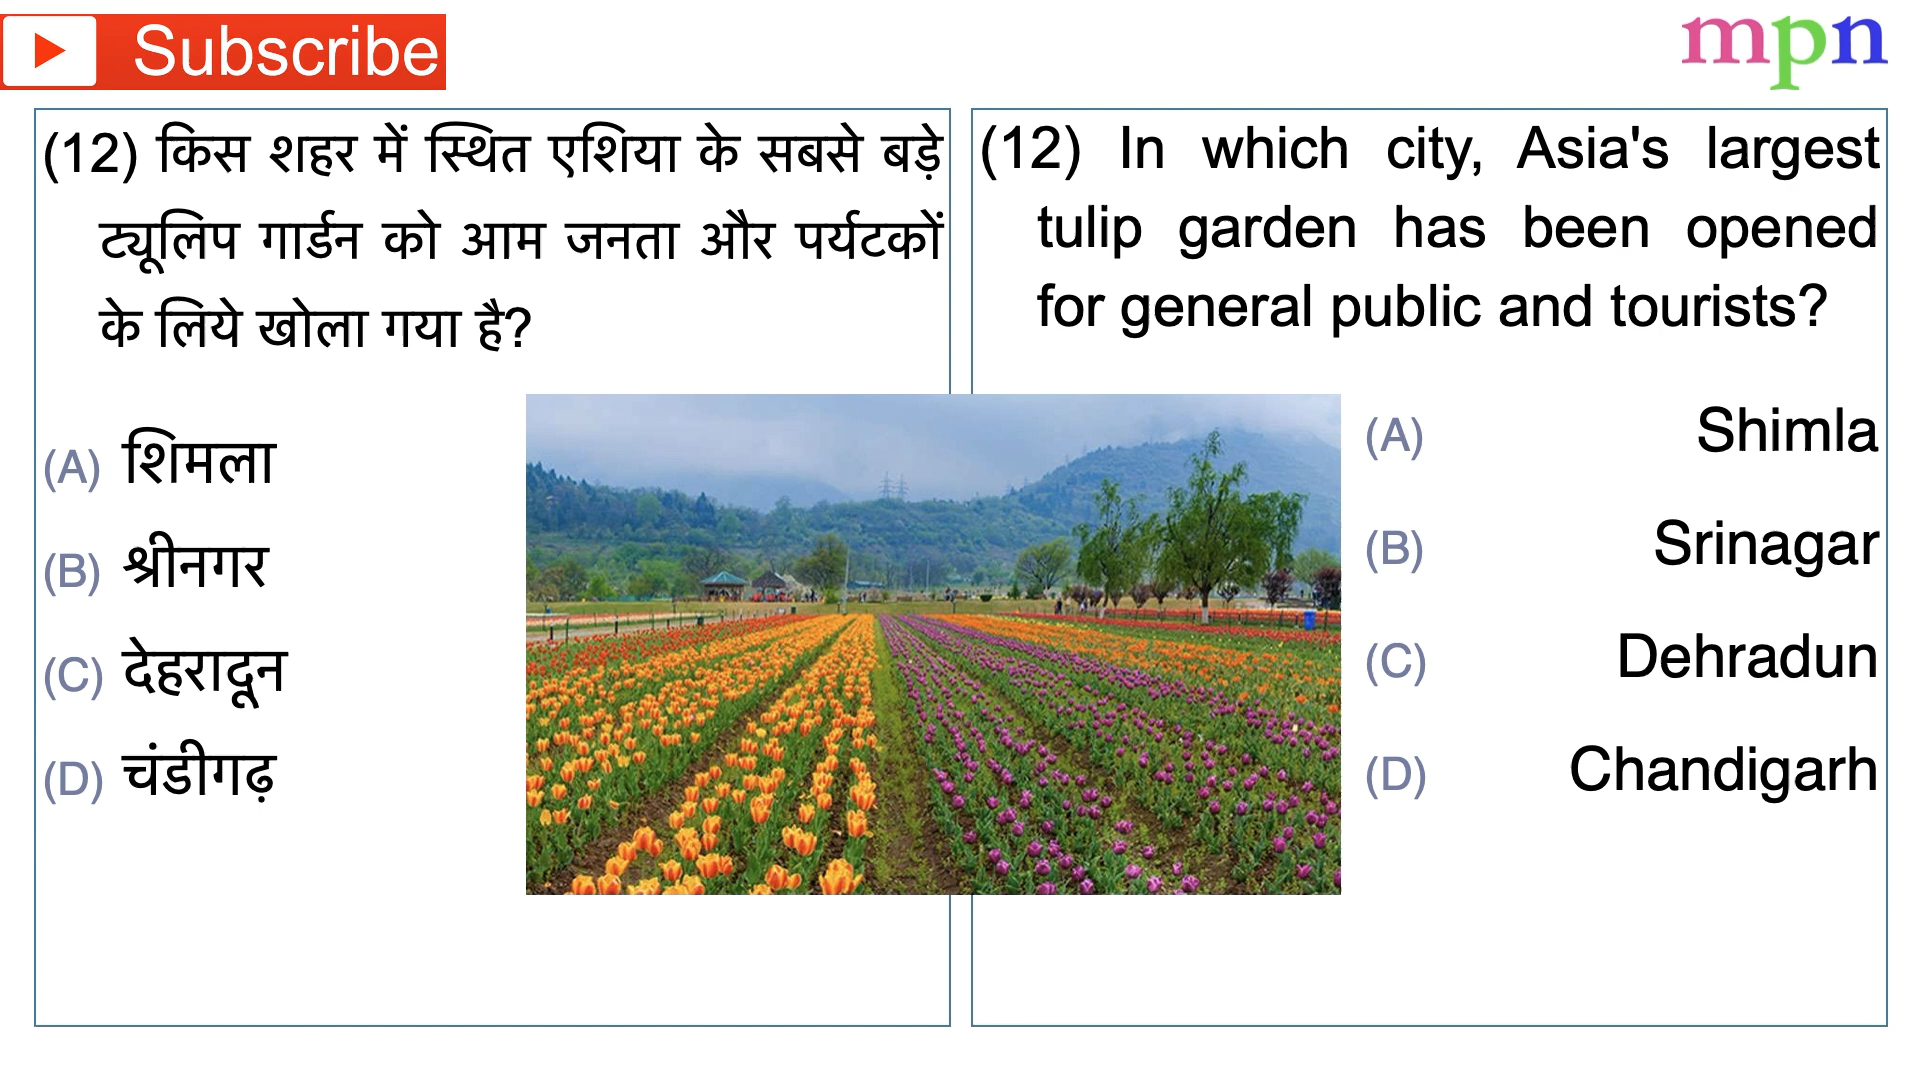 Subscribe
mpn
(12) किस शहर में स्थित एशिया के सबसे बड़े
ट्यूलिप गार्डन को आम जनता और पर्यटकों
के लिये खोला गया है?
(A) शिमला
(B) श्रीनगर
(C) देहरादून
(D) चंडीगढ़
(12) In which city, Asia's largest
tulip garden has been opened
for general public and tourists?
(A) Shimla
(B) Srinagar
(C) Dehradun
(D) Chandigarh